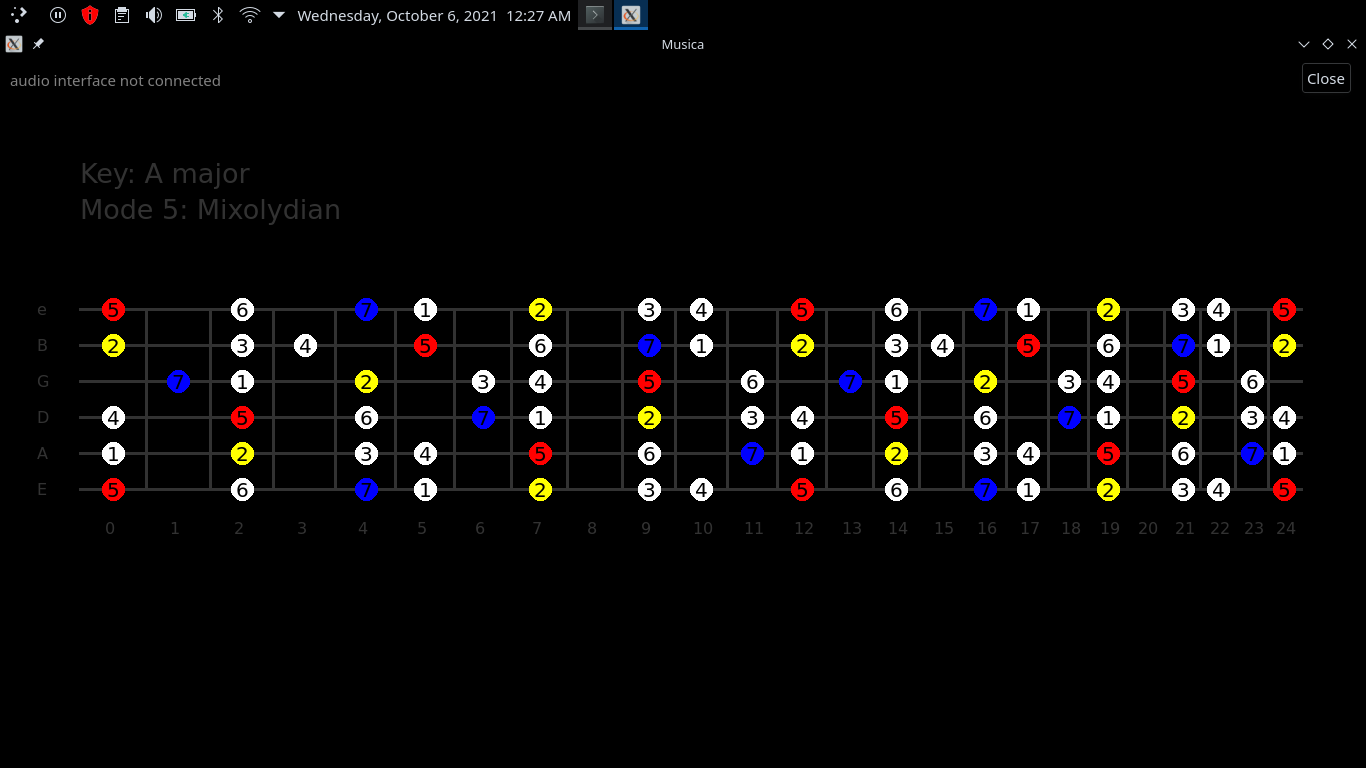 Wednesday, October 6, 2021 12:27 AM
Musica
audio interface not connected
Close
Key: A major
Mode 5: Mixolydian
e 5 6 7 1 2 3 4 5 6 7 1 2 3 4 5
B 2 3 4 5 6 7 1 2 3 4 5 6 7 1 2
G 7 1 2 3 4 5 6 7 1 2 3 4 5 6
D 4 5 6 7 1 2 3 4 5 6 7 1 2 3 4
A 1 2 3 4 5 6 7 1 2 3 4 5 6 7 1
E 5 6 7 1 2 3 4 5 6 7 1 2 3 4 5
0 1 2 3 4 5 6 7 8 9 10 11 12 13 14 15 16 17 18 19 20 21 22 23 24